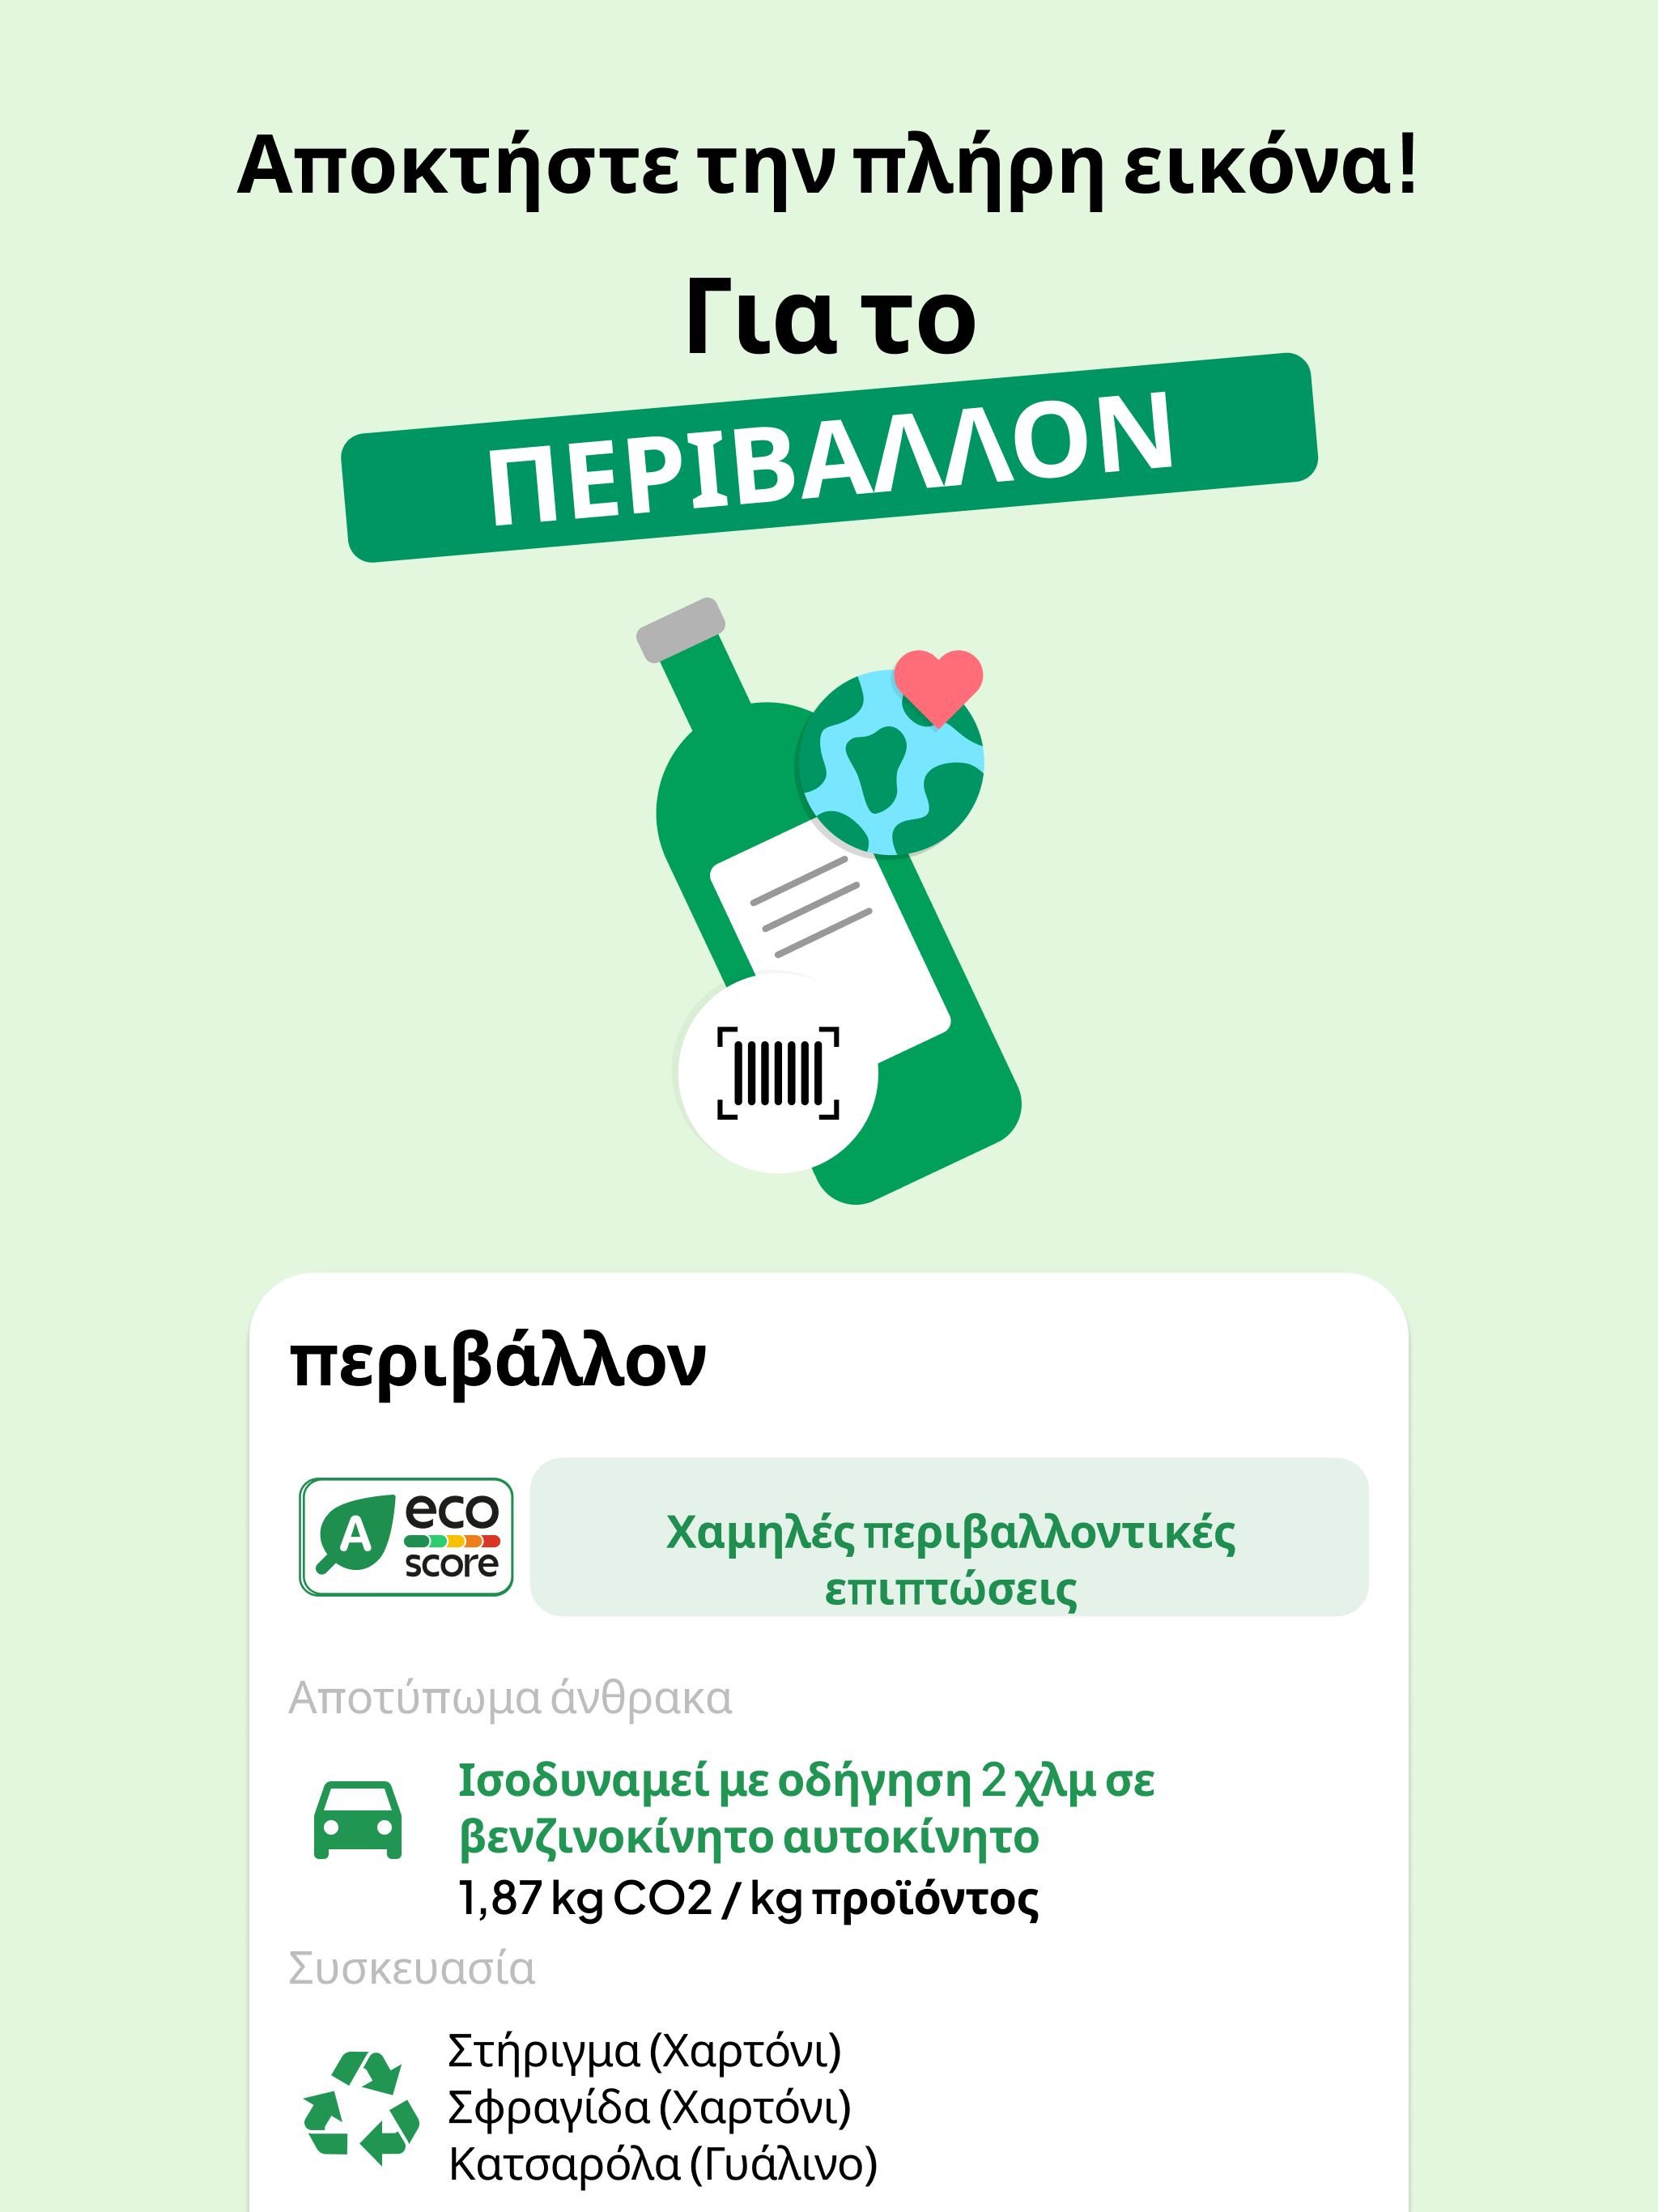 Αποκτήστε την πλήρη εικόνα!
Για το
ΠΕΡΙΒΑΛΛΟΝ
περιβάλλον
A
eco
score
Χαμηλές περιβαλλοντικές
επιπτώσεις
Αποτύπωμα άνθρακα
Ισοδυναμεί με οδήγηση 2 χλμ σε
βενζινοκίνητο αυτοκίνητο
1,87 kg CO2 / kg προϊόντος
Συσκευασία
Στήριγμα (Χαρτόνι)
Σφραγίδα (Χαρτόνι)
Κατσαρόλα (Γυάλινο)